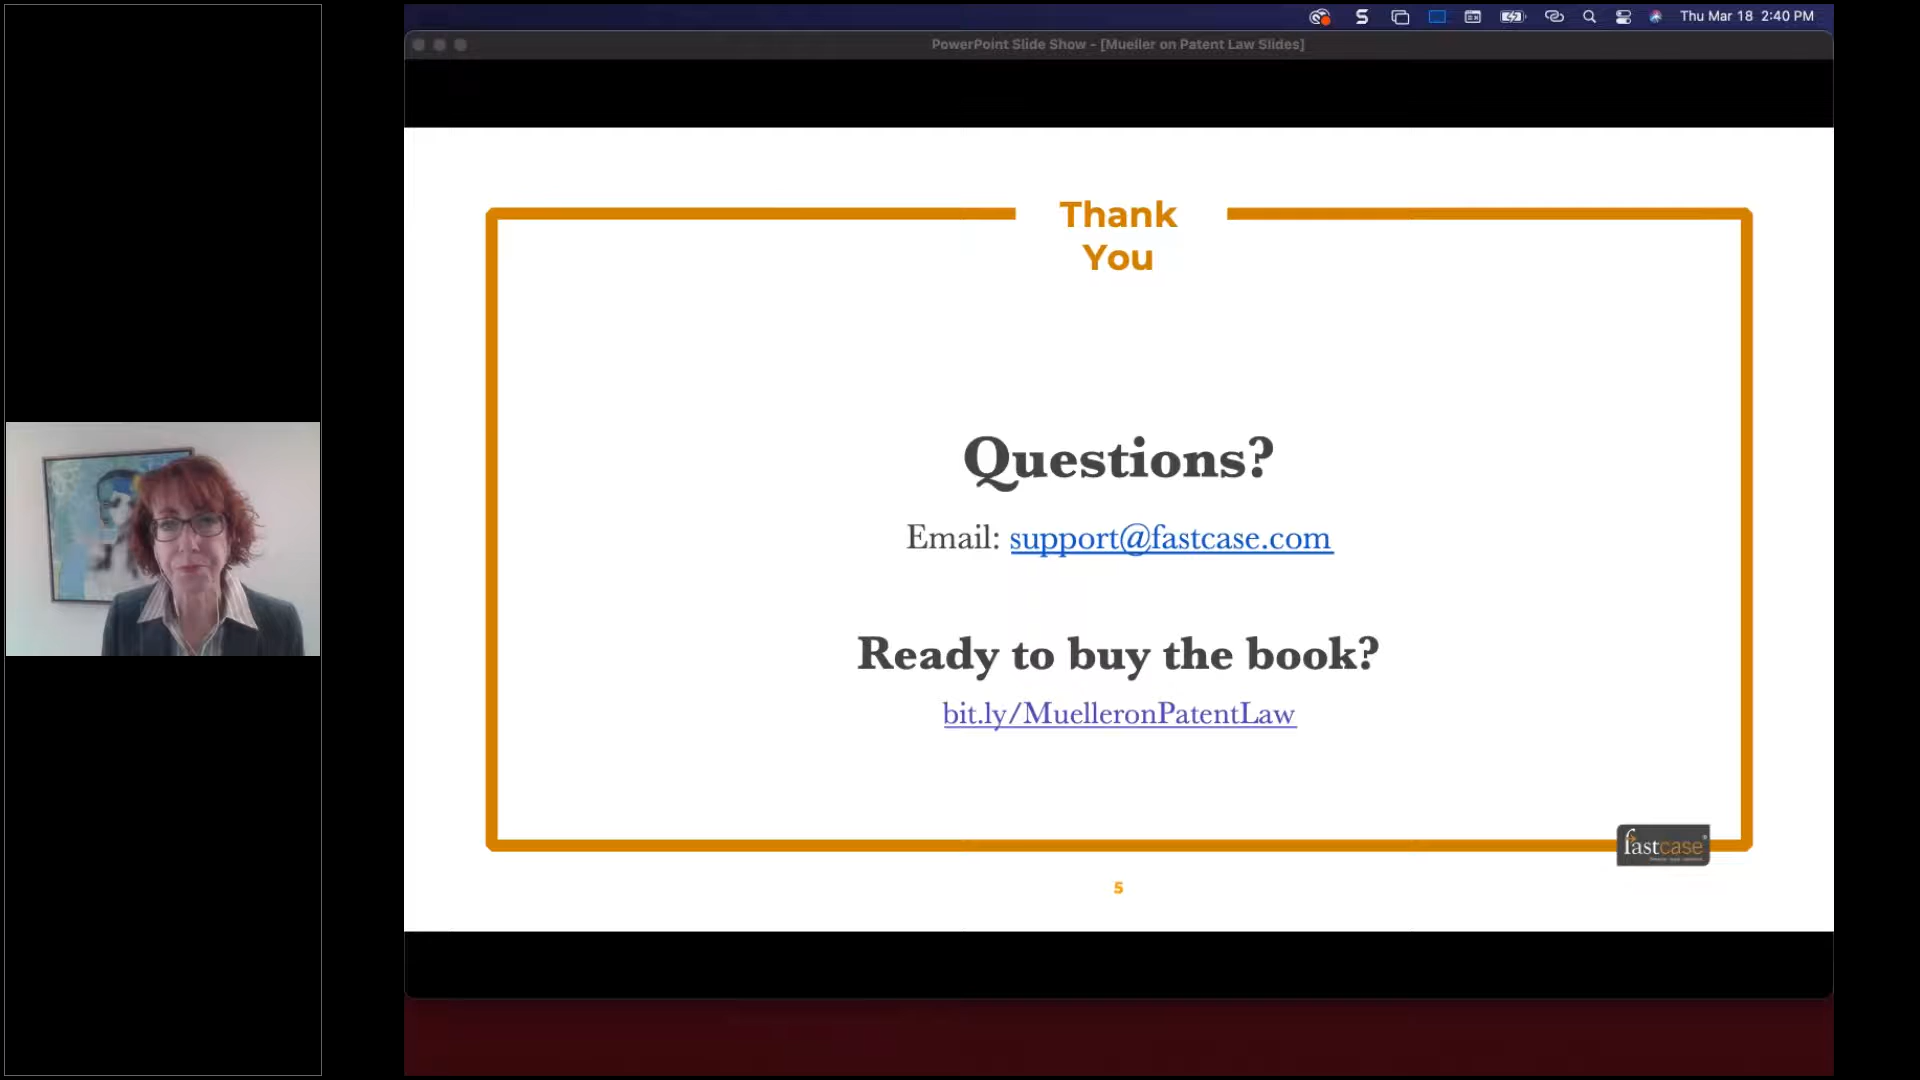 Thu Mar 18 2:40 PM
PowerPoint Slide Show - [Mueller on Patent Law Slides]
Thank
You
Questions?
Email: support@fastcase.com
Ready to buy the book?
bit.ly/MuelleronPatentLaw
fastcase
5